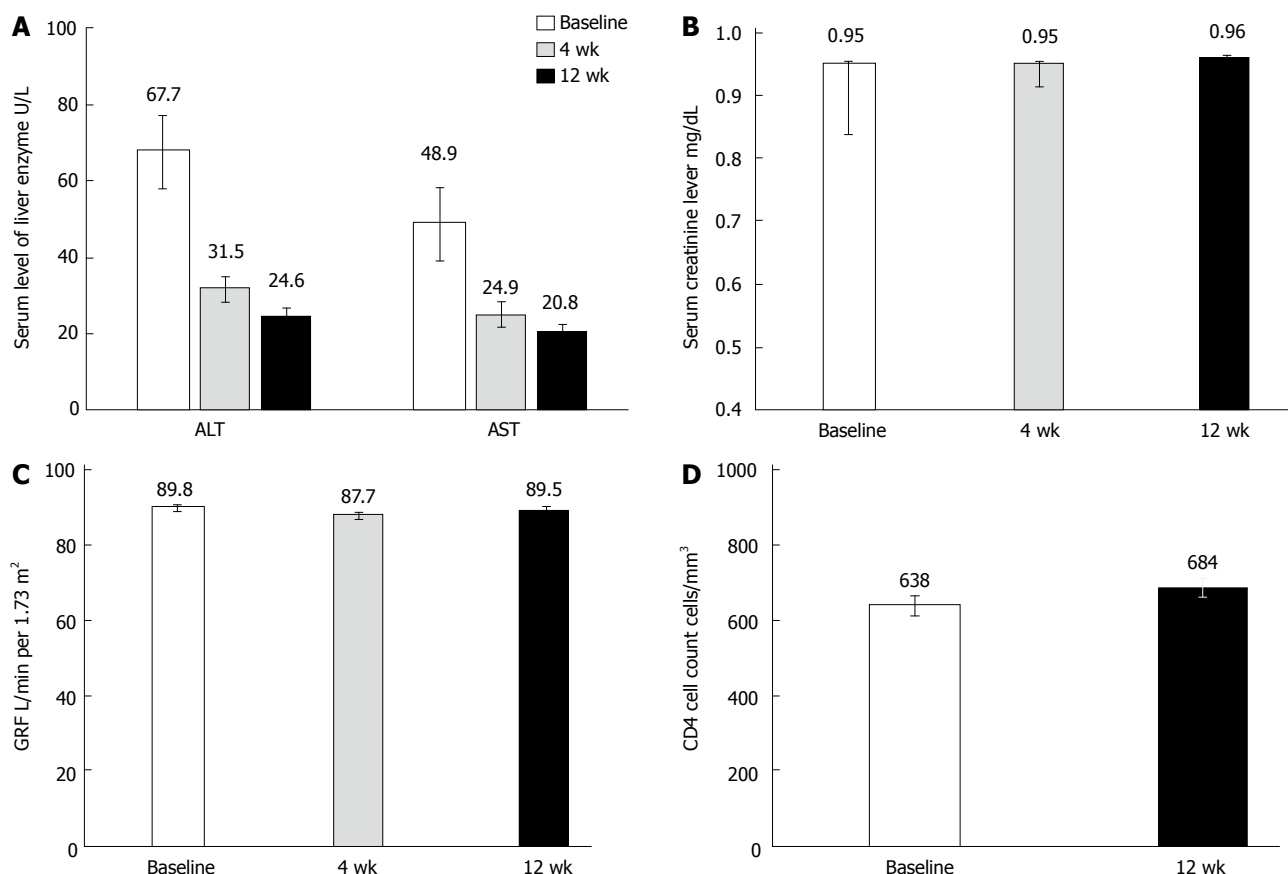 A
Serum level of liver enzyme U/L
100
80
60
40
20
0
Baseline
4 wk
12 wk
67.7
31.5
24.6
48.9
24.9
20.8
ALT
AST
B
Serum creatinine lever mg/dL
1.0
0.9
0.8
0.7
0.6
0.5
0.4
0.95
0.95
0.96
Baseline
4 wk
12 wk
C
GRF L/min per 1.73 m²
100
80
60
40
20
0
89.8
87.7
89.5
Baseline
4 wk
12 wk
D
CD4 cell count cells/mm³
1000
800
600
400
200
0
638
684
Baseline
12 wk